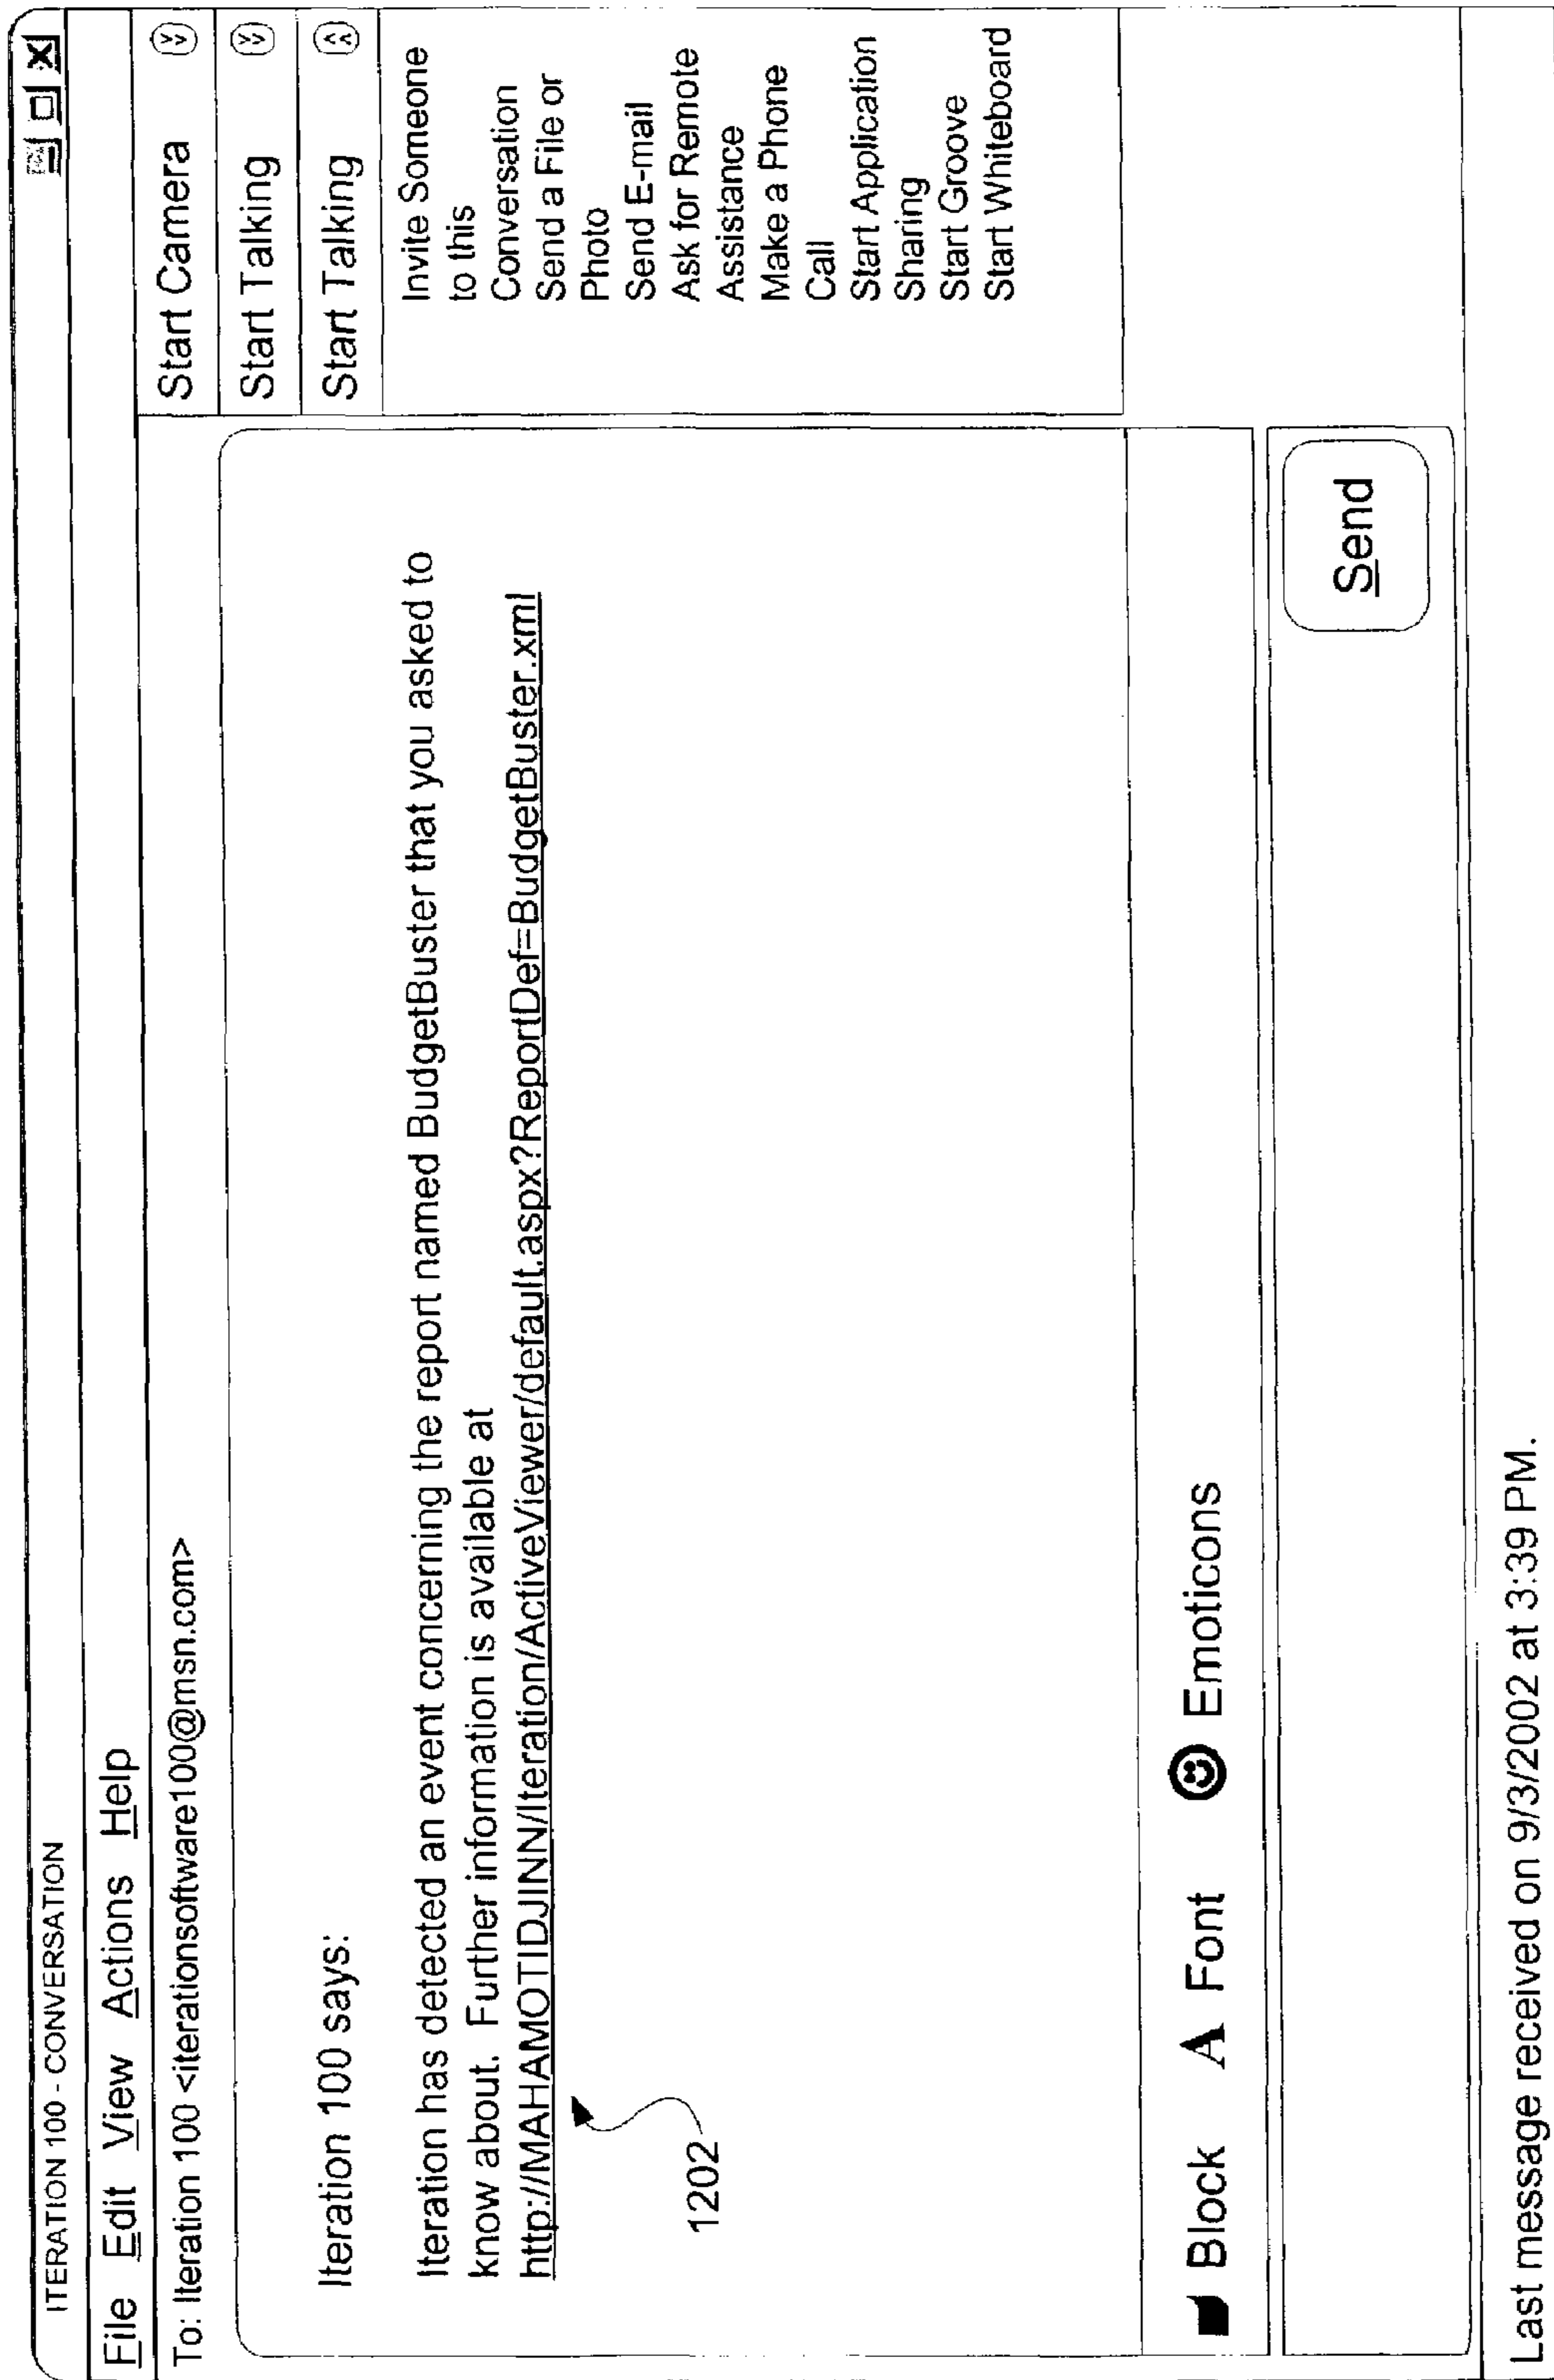 ITERATION 100 - CONVERSATION
File Edit View Actions Help
To: Iteration 100 <iterationsoftware100@msn.com>
Start Camera
Start Talking
Start Talking
Invite Someone
to this
Conversation
Send a File or
Photo
Send E-mail
Ask for Remote
Assistance
Make a Phone
Call
Start Application
Sharing
Start Groove
Start Whiteboard
Iteration 100 says:
Iteration has detected an event concerning the report named BudgetBuster that you asked to
know about. Further information is available at
http://MAHAMOTIDJINN/Iteration/ActiveViewer/default.aspx?ReportDef=BudgetBuster.xml
1202
Block A Font Emoticons
Send
Last message received on 9/3/2002 at 3:39 PM.